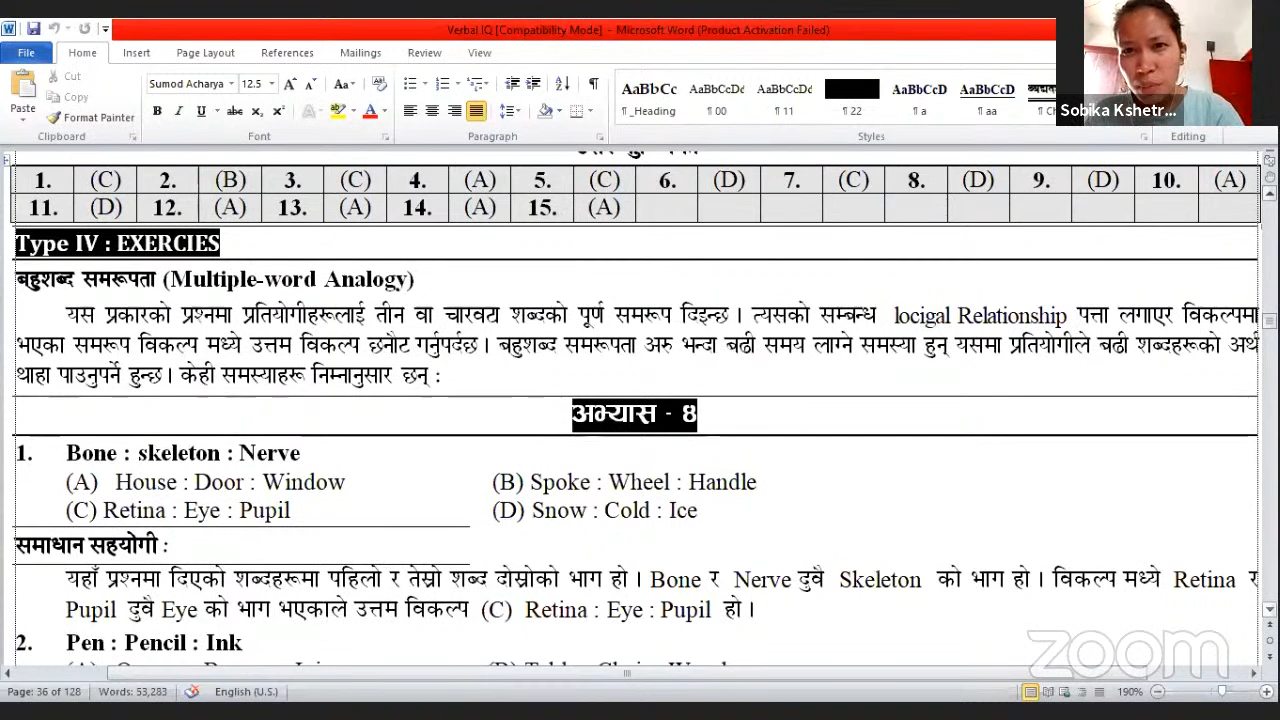 Verbal IQ [Compatibility Mode] - Microsoft Word (Product Activation Failed)
File Home Insert Page Layout References Mailings Review View
Paste Cut Copy Format Painter
Sumod Acharya 12.5
AaBbCc AaBbCcDc AaBbCcDc AaBbCcD AaBbCcD
¶ _Heading ¶ 00 ¶ 11 ¶ 22 ¶ a ¶ aa
Clipboard Font Paragraph Styles Editing
Sobika Kshetr...
1. (C) 2. (B) 3. (C) 4. (A) 5. (C) 6. (D) 7. (C) 8. (D) 9. (D) 10. (A)
11. (D) 12. (A) 13. (A) 14. (A) 15. (A)
Type IV : EXERCIES
बहुशब्द समरूपता (Multiple-word Analogy)
यस प्रकारको प्रश्नमा प्रतियोगीहरूलाई तीन वा चारवटा शब्दको पूर्ण समरूप दिइन्छ। त्यसको सम्बन्ध locigal Relationship पत्ता लगाएर विकल्पमा
भएका समरूप विकल्प मध्ये उत्तम विकल्प छनौट गर्नुपर्दछ। बहुशब्द समरूपता अरु भन्दा बढी समय लाग्ने समस्या हुन् यसमा प्रतियोगीले बढी शब्दहरूको अर्थ
थाहा पाउनुपर्ने हुन्छ। केही समस्याहरू निम्नानुसार छन् :
अभ्यास - ४
1. Bone : skeleton : Nerve
(A) House : Door : Window (B) Spoke : Wheel : Handle
(C) Retina : Eye : Pupil (D) Snow : Cold : Ice
समाधान सहयोगी :
यहाँ प्रश्नमा दिएको शब्दहरूमा पहिलो र तेस्रो शब्द दोस्रोको भाग हो। Bone र Nerve दुवै Skeleton को भाग हो। विकल्प मध्ये Retina र
Pupil दुवै Eye को भाग भएकाले उत्तम विकल्प (C) Retina : Eye : Pupil हो।
2. Pen : Pencil : Ink
zoom
Page: 36 of 128 Words: 53,283 English (U.S.) 190%